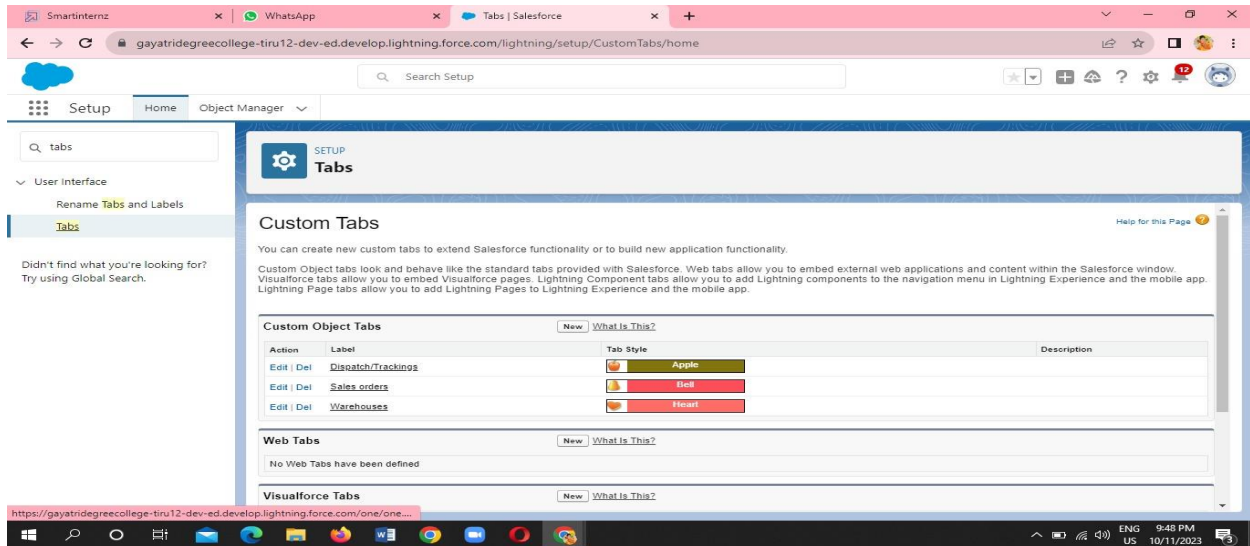 Smartinternz
WhatsApp
Tabs | Salesforce
gayatridegreecollege-tiru12-dev-ed.develop.lightning.force.com/lightning/setup/CustomTabs/home
Search Setup
12
Setup
Home
Object Manager
tabs
User Interface
Rename Tabs and Labels
Tabs
Didn't find what you're looking for?
Try using Global Search.
SETUP
Tabs
Custom Tabs
Help for this Page
You can create new custom tabs to extend Salesforce functionality or to build new application functionality.
Custom Object tabs look and behave like the standard tabs provided with Salesforce. Web tabs allow you to embed external web applications and content within the Salesforce window.
Visualforce tabs allow you to embed Visualforce pages. Lightning Component tabs allow you to add Lightning components to the navigation menu in Lightning Experience and the mobile app.
Lightning Page tabs allow you to add Lightning Pages to Lightning Experience and the mobile app.
Custom Object Tabs New What Is This?
Action Label Tab Style Description
Edit | Del Dispatch/Trackings Apple
Edit | Del Sales orders Bell
Edit | Del Warehouses Heart
Web Tabs New What Is This?
No Web Tabs have been defined
Visualforce Tabs New What Is This?
https://gayatridegreecollege-tiru12-dev-ed.develop.lightning.force.com/one/one....
ENG 9:48 PM
US 10/11/2023
3